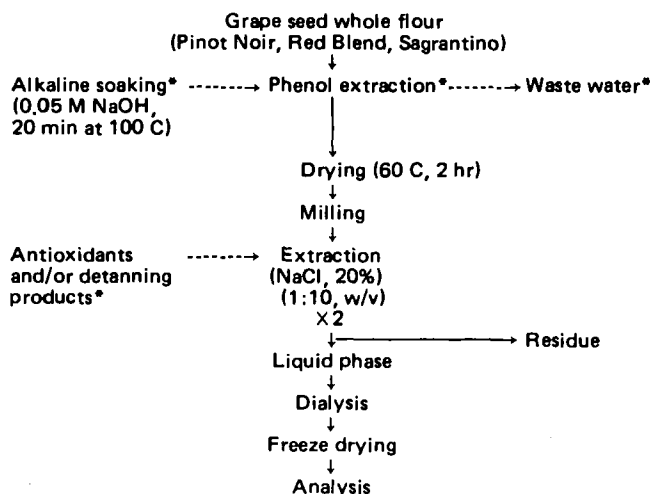 Grape seed whole flour
(Pinot Noir, Red Blend, Sagrantino)
Alkaline soaking*
(0.05 M NaOH,
20 min at 100 C)
Phenol extraction*
Waste water*
Drying (60 C, 2 hr)
Milling
Antioxidants
and/or detanning
products*
Extraction
(NaCl, 20%)
(1:10, w/v)
X2
Residue
Liquid phase
Dialysis
Freeze drying
Analysis